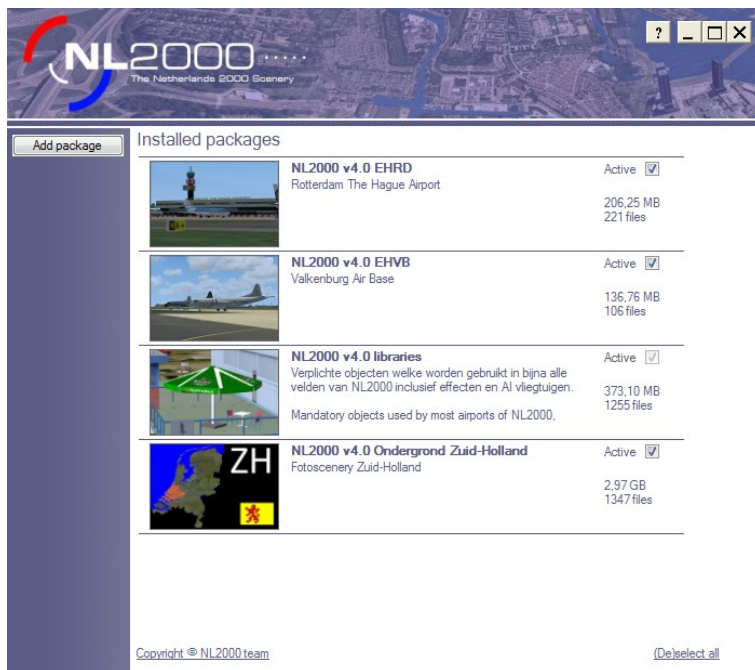 NL2000
The Netherlands 2000 Scenery
?
Add package
Installed packages
NL2000 v4.0 EHRD
Rotterdam The Hague Airport
Active
206,25 MB
221 files
NL2000 v4.0 EHVB
Valkenburg Air Base
Active
136,76 MB
106 files
NL2000 v4.0 libraries
Verplichte objecten welke worden gebruikt in bijna alle
velden van NL2000 inclusief effecten en AI vliegtuigen.
Mandatory objects used by most airports of NL2000,
Active
373,10 MB
1255 files
ZH
NL2000 v4.0 Ondergrond Zuid-Holland
Fotoscenery Zuid-Holland
Active
2,97 GB
1347 files
Copyright © NL2000 team
(De)select all